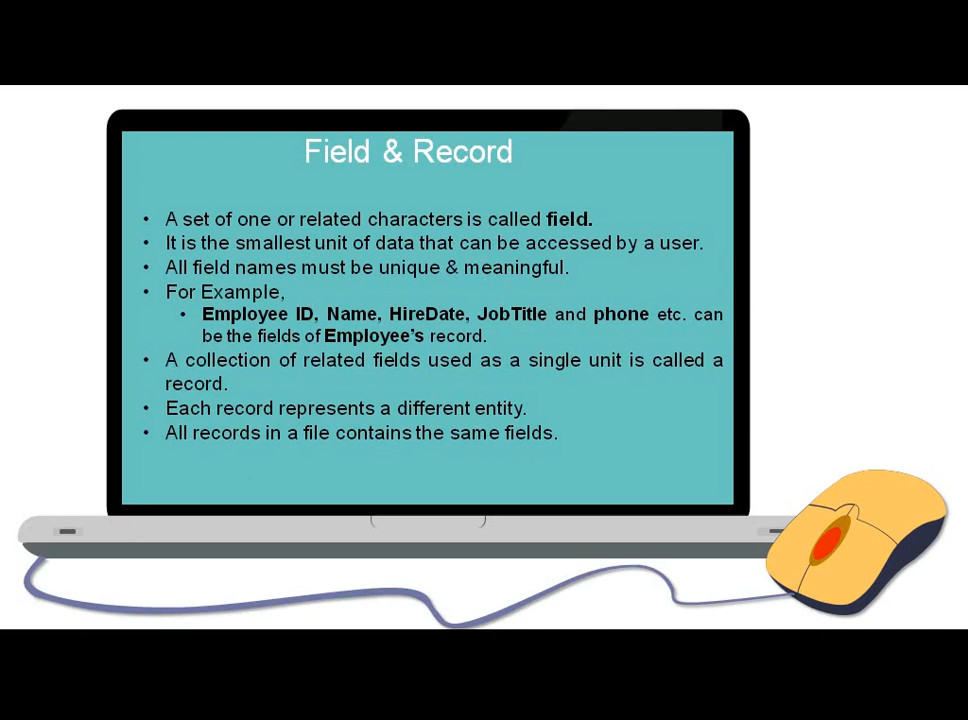 Field & Record
• A set of one or related characters is called field.
• It is the smallest unit of data that can be accessed by a user.
• All field names must be unique & meaningful.
• For Example,
• Employee ID, Name, HireDate, JobTitle and phone etc. can
be the fields of Employee's record.
• A collection of related fields used as a single unit is called a
record.
• Each record represents a different entity.
• All records in a file contains the same fields.